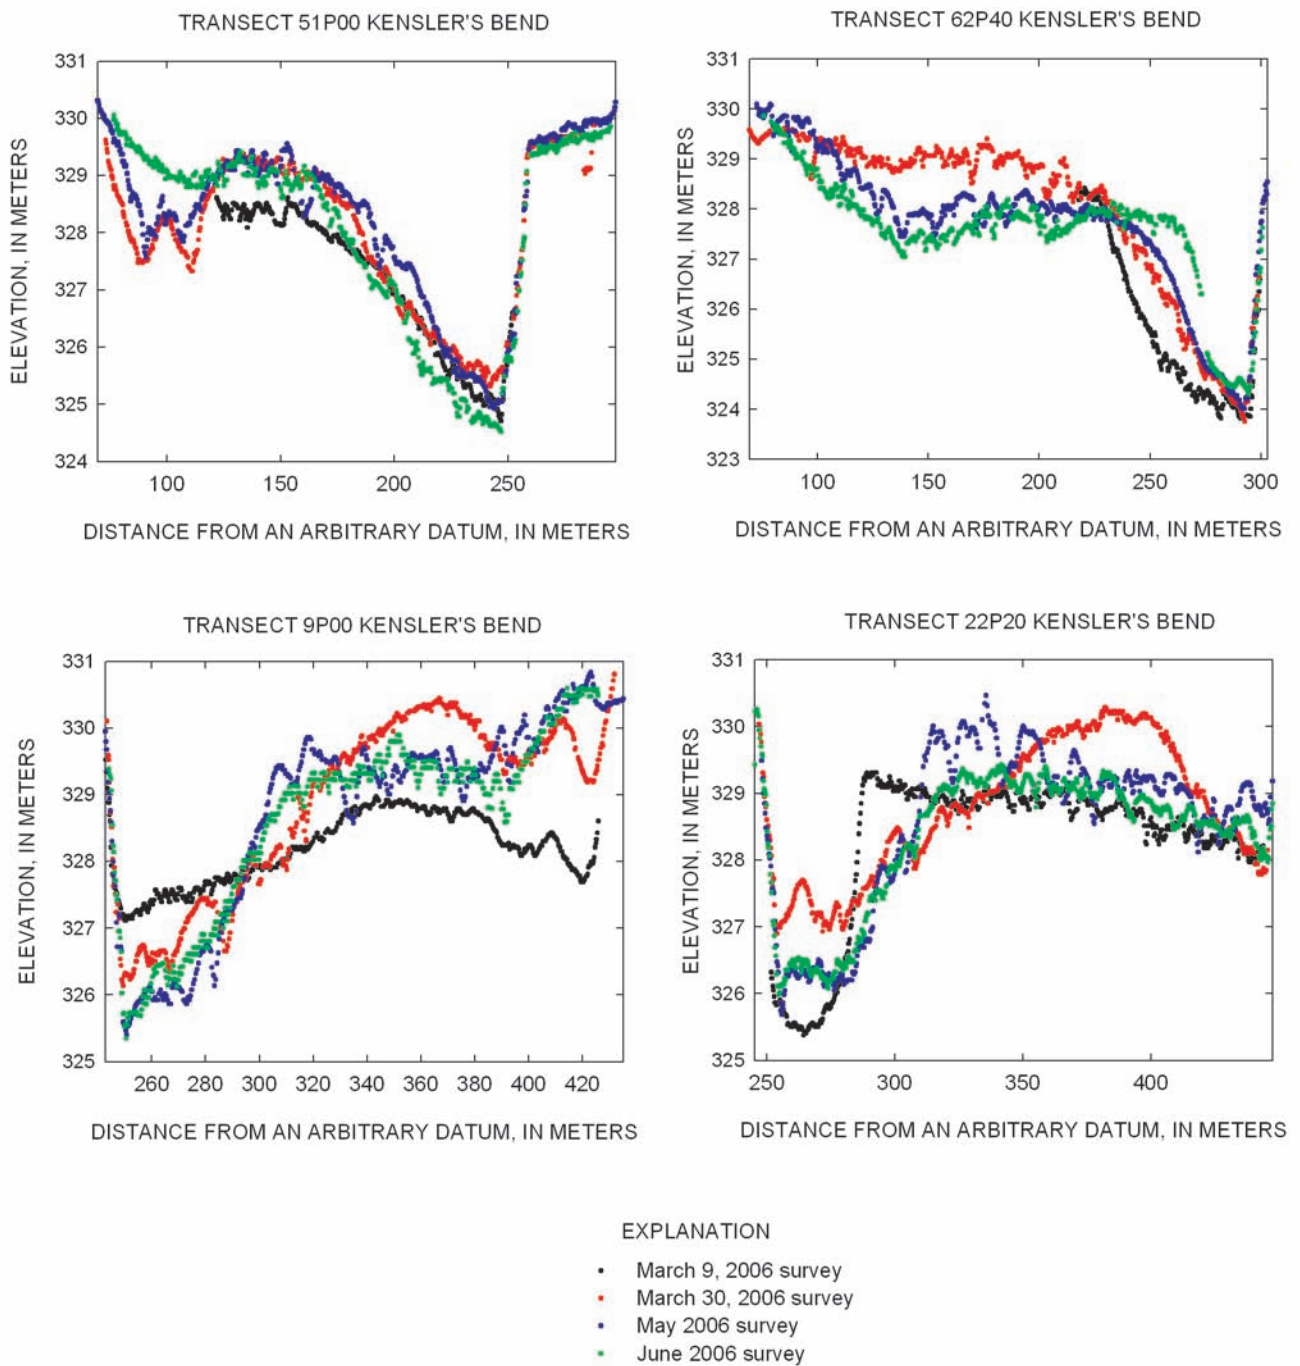 TRANSECT 51P00 KENSLER'S BEND
331
330
329
328
327
326
325
324
ELEVATION, IN METERS
100 150 200 250
DISTANCE FROM AN ARBITRARY DATUM, IN METERS
TRANSECT 62P40 KENSLER'S BEND
331
330
329
328
327
326
325
324
323
ELEVATION, IN METERS
100 150 200 250 300
DISTANCE FROM AN ARBITRARY DATUM, IN METERS
TRANSECT 9P00 KENSLER'S BEND
331
330
329
328
327
326
325
ELEVATION, IN METERS
260 280 300 320 340 360 380 400 420
DISTANCE FROM AN ARBITRARY DATUM, IN METERS
TRANSECT 22P20 KENSLER'S BEND
331
330
329
328
327
326
325
ELEVATION, IN METERS
250 300 350 400
DISTANCE FROM AN ARBITRARY DATUM, IN METERS
EXPLANATION
March 9, 2006 survey
March 30, 2006 survey
May 2006 survey
June 2006 survey